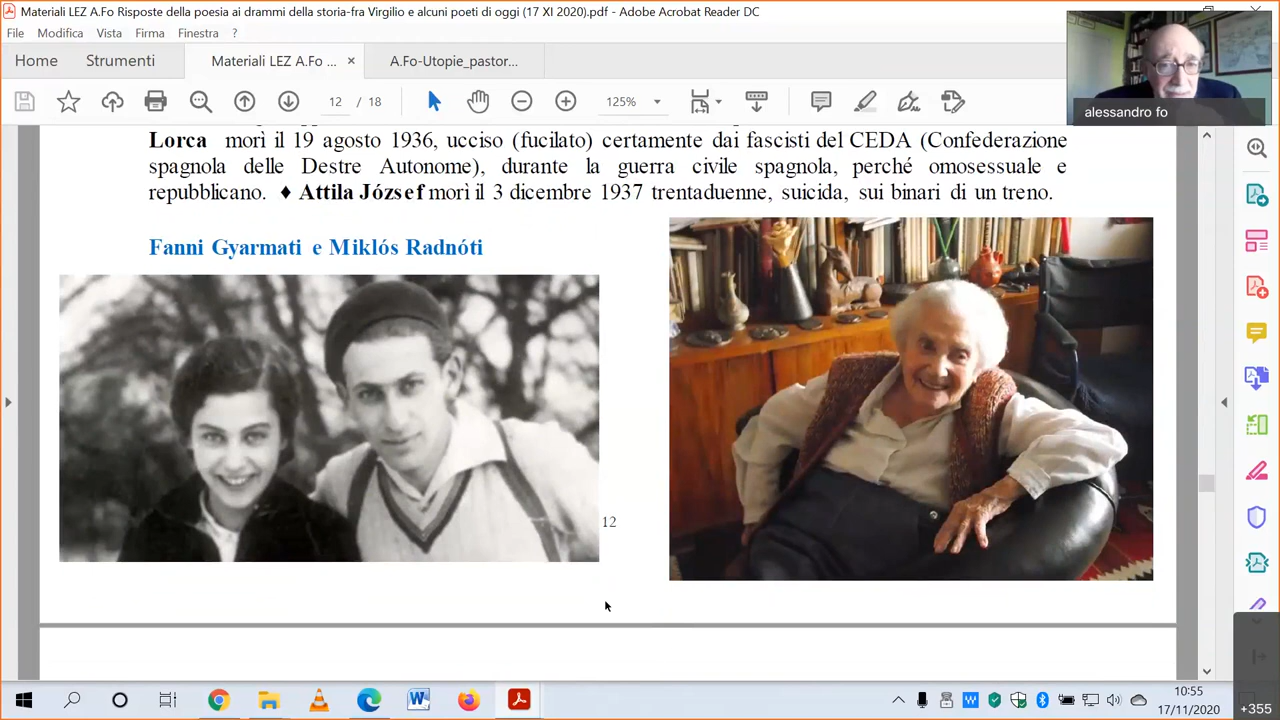 Materiali LEZ A.Fo Risposte della poesia ai drammi della storia-fra Virgilio e alcuni poeti di oggi (17 XI 2020).pdf - Adobe Acrobat Reader DC
File Modifica Vista Firma Finestra ?
Home Strumenti Materiali LEZ A.Fo ... × A.Fo-Utopie_pastor...
12 / 18 125%
alessandro fo
Lorca morì il 19 agosto 1936, ucciso (fucilato) certamente dai fascisti del CEDA (Confederazione
spagnola delle Destre Autonome), durante la guerra civile spagnola, perché omosessuale e
repubblicano. ♦ Attila József morì il 3 dicembre 1937 trentaduenne, suicida, sui binari di un treno.
Fanni Gyarmati e Miklós Radnóti
12
10:55
17/11/2020
+355